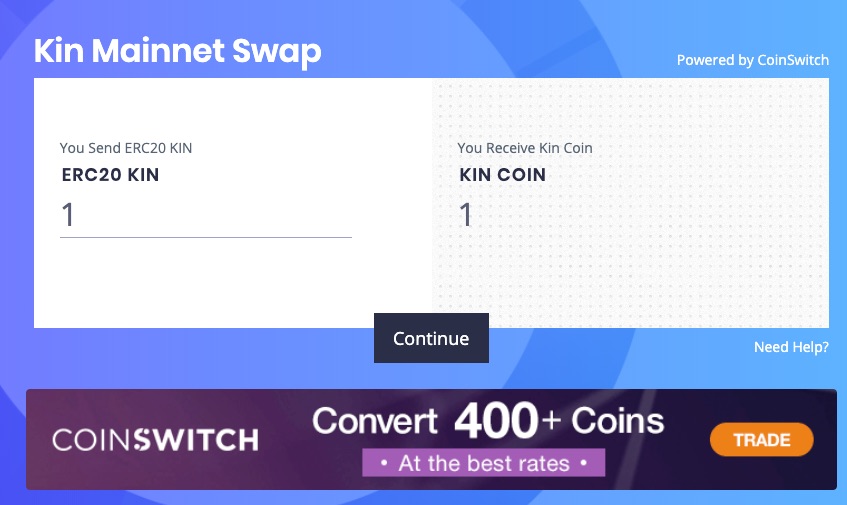 Kin Mainnet Swap
Powered by CoinSwitch
You Send ERC20 KIN
ERC20 KIN
1
You Receive Kin Coin
KIN COIN
1
Continue
Need Help?
COINSWITCH
Convert 400+ Coins
• At the best rates •
TRADE